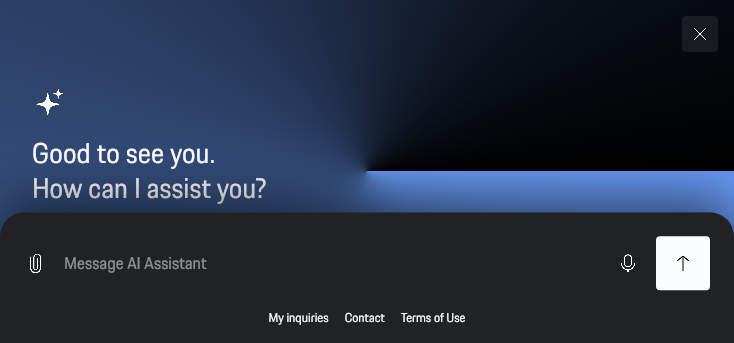 Good to see you.
How can I assist you?
Message AI Assistant
My inquiries Contact Terms of Use